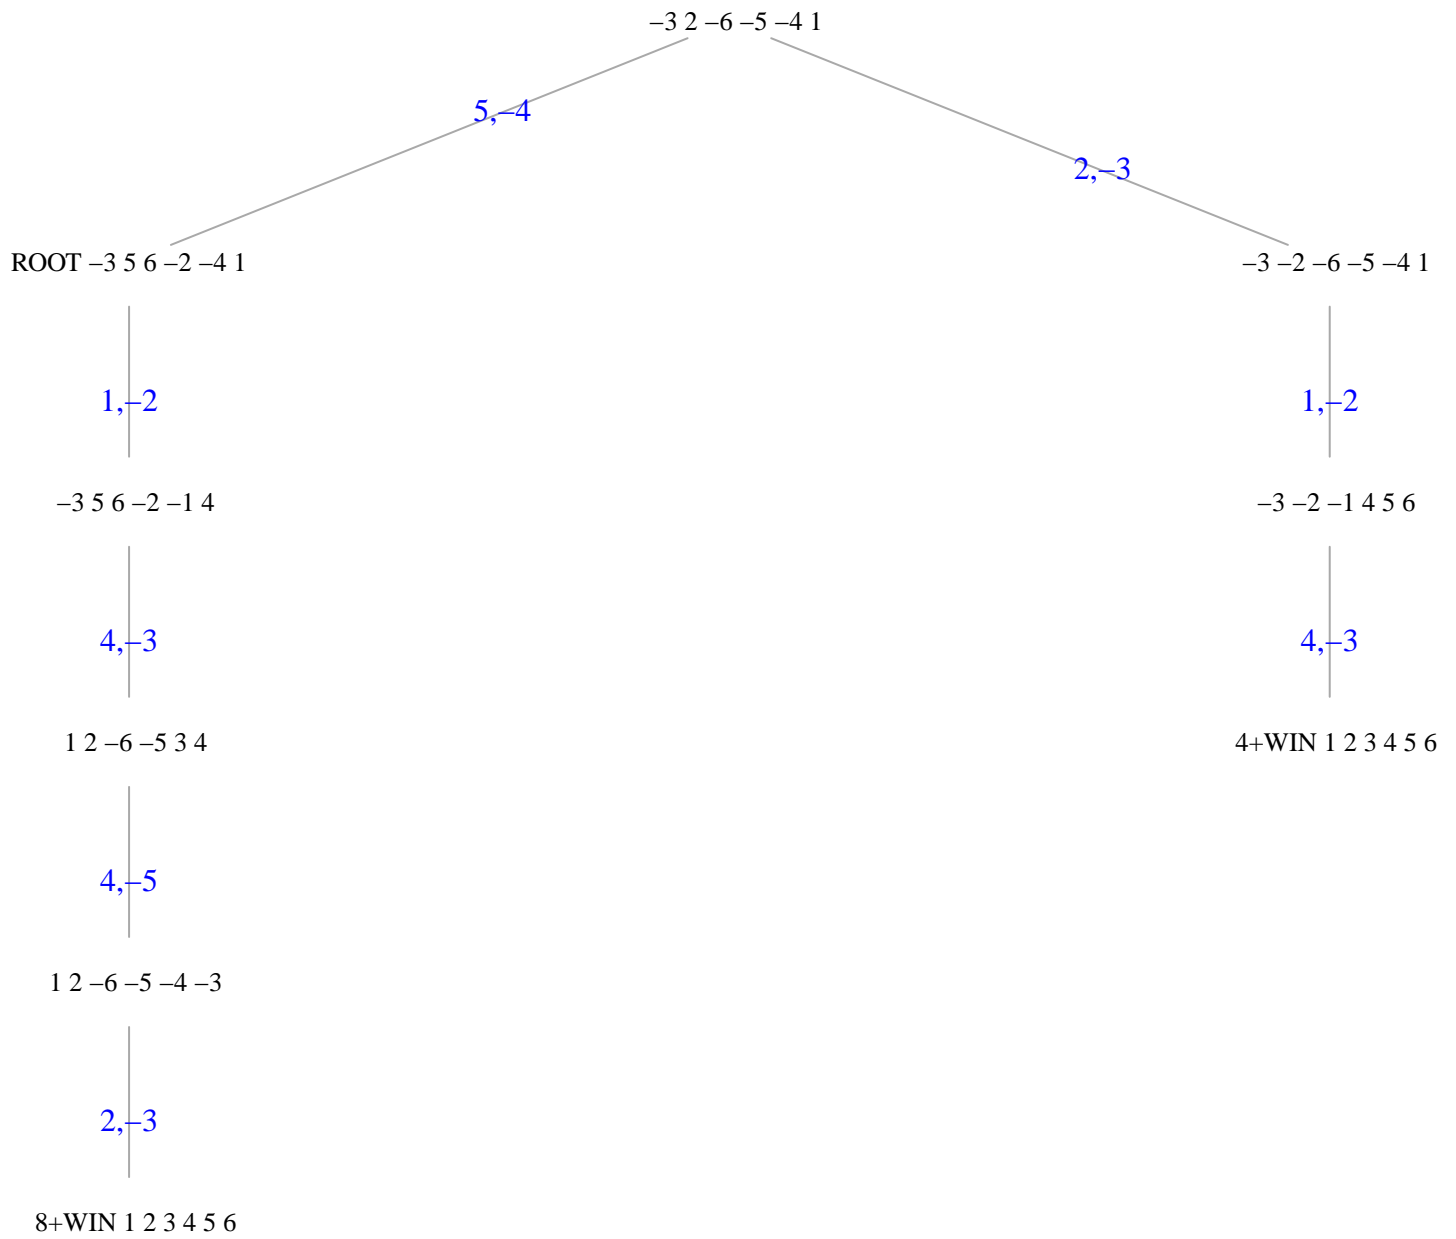 –3 2 –6 –5 –4 1
5,–4
2,–3
ROOT –3 5 6 –2 –4 1
–3 –2 –6 –5 –4 1
1,–2
1,–2
–3 5 6 –2 –1 4
–3 –2 –1 4 5 6
4,–3
4,–3
1 2 –6 –5 3 4
4+WIN 1 2 3 4 5 6
4,–5
1 2 –6 –5 –4 –3
2,–3
8+WIN 1 2 3 4 5 6